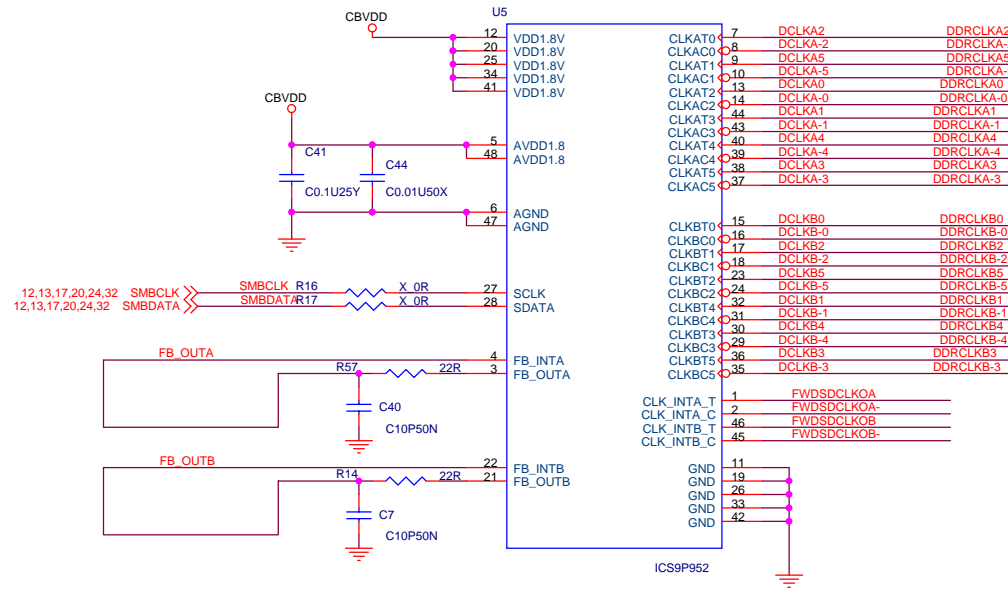 CBVDD
U5
12 VDD1.8V CLKAT0 7 DCLKA2 DDRCLKA2
20 VDD1.8V CLKAC0 8 DCLKA-2 DDRCLKA-
25 VDD1.8V CLKAT1 9 DCLKA5 DDRCLKA5
34 VDD1.8V CLKAC1 10 DCLKA-5 DDRCLKA-
41 VDD1.8V CLKAT2 13 DCLKA0 DDRCLKA0
CBVDD
CLKAC2 14 DCLKA-0 DDRCLKA-0
CLKAT3 44 DCLKA1 DDRCLKA1
CLKAC3 43 DCLKA-1 DDRCLKA-1
5 AVDD1.8 CLKAT4 40 DCLKA4 DDRCLKA4
C41
48 AVDD1.8 CLKAC4 39 DCLKA-4 DDRCLKA-4
C44
CLKAT5 38 DCLKA3 DDRCLKA3
CLKAC5 37 DCLKA-3 DDRCLKA-3
C0.1U25Y C0.01U50X
6 AGND
47 AGND CLKBT0 15 DCLKB0 DDRCLKB0
CLKBC0 16 DCLKB-0 DDRCLKB-0
CLKBT1 17 DCLKB2 DDRCLKB2
CLKBC1 18 DCLKB-2 DDRCLKB-2
CLKBT2 23 DCLKB5 DDRCLKB5
12,13,17,20,24,32 SMBCLK SMBCLK R16 X_0R 27 SCLK CLKBC2 24 DCLKB-5 DDRCLKB-5
12,13,17,20,24,32 SMBDATA SMBDATA R17 X_0R 28 SDATA CLKBT4 32 DCLKB1 DDRCLKB1
CLKBC4 31 DCLKB-1 DDRCLKB-1
CLKBT3 30 DCLKB4 DDRCLKB4
CLKBC3 29 DCLKB-4 DDRCLKB-4
FB_OUTA 4 FB_INTA CLKBT5 36 DCLKB3 DDRCLKB3
R57 22R 3 FB_OUTA CLKBC5 35 DCLKB-3 DDRCLKB-3
CLK_INTA_T 1 FWDSDCLKOA
C40
CLK_INTA_C 2 FWDSDCLKOA-
C10P50N
CLK_INTB_T 46 FWDSDCLKOB
CLK_INTB_C 45 FWDSDCLKOB-
FB_OUTB 22 FB_INTB GND 11
R14 22R 21 FB_OUTB GND 19
GND 26
C7
GND 33
GND 42
C10P50N
ICS9P952